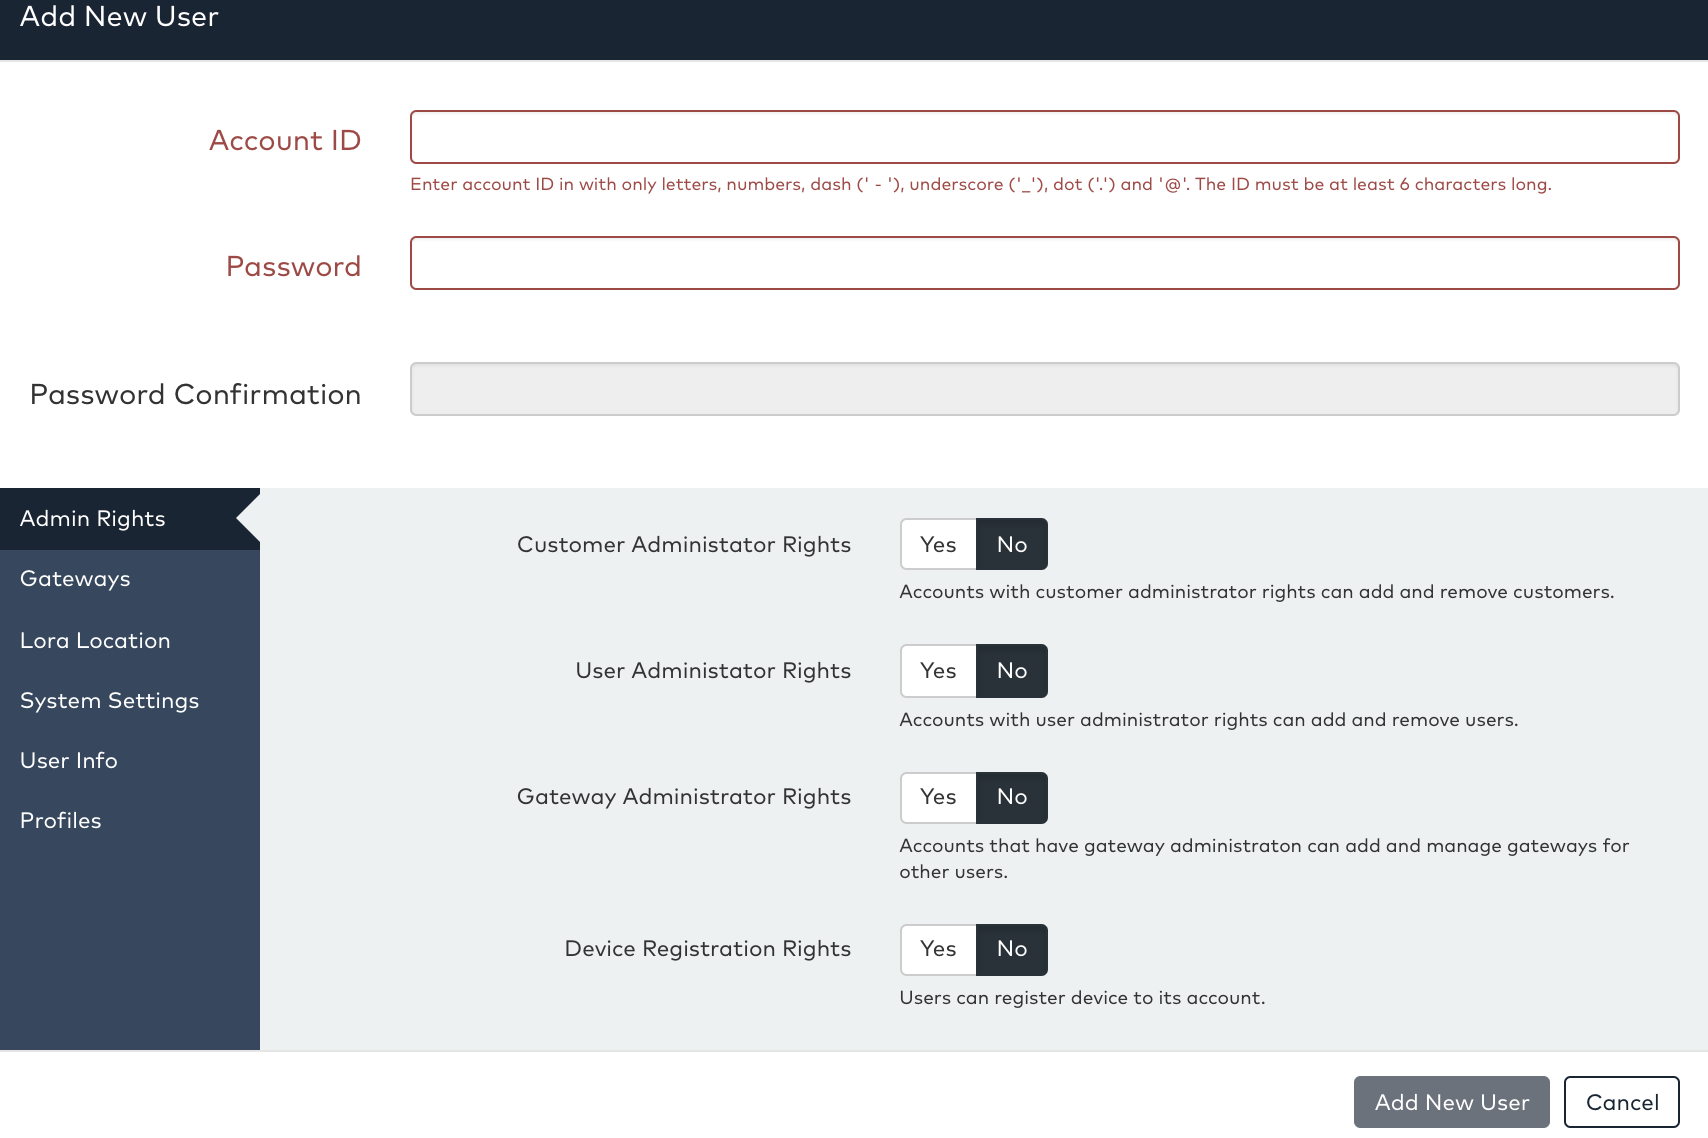 Add New User
Account ID
Enter account ID in with only letters, numbers, dash (' - '), underscore ('_'), dot ('.') and '@'. The ID must be at least 6 characters long.
Password
Password Confirmation
Admin Rights
Gateways
Lora Location
System Settings
User Info
Profiles
Customer Administator Rights
Yes No
Accounts with customer administrator rights can add and remove customers.
User Administator Rights
Yes No
Accounts with user administrator rights can add and remove users.
Gateway Administrator Rights
Yes No
Accounts that have gateway administraton can add and manage gateways for
other users.
Device Registration Rights
Yes No
Users can register device to its account.
Add New User
Cancel